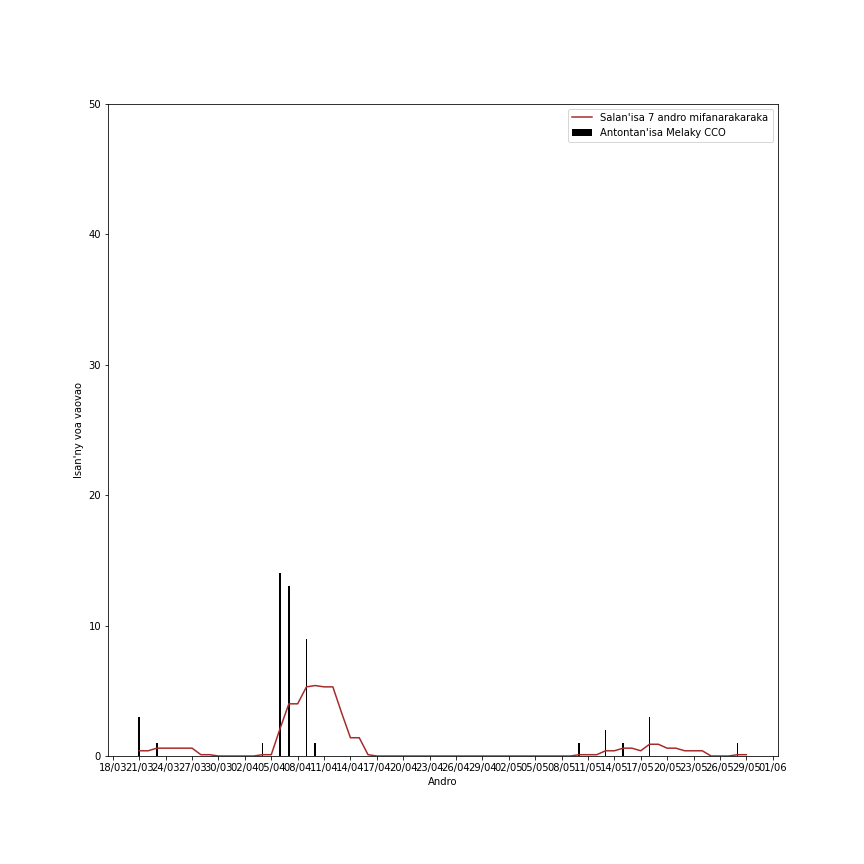 Salan'isa 7 andro mifanarakaraka
Antontan'isa Melaky CCO
50
40
30
20
10
0
Isan'ny voa vaovao
18/03 21/03 24/03 27/03 30/03 02/04 05/04 08/04 11/04 14/04 17/04 20/04 23/04 26/04 29/04 02/05 05/05 08/05 11/05 14/05 17/05 20/05 23/05 26/05 29/05 01/06
Andro